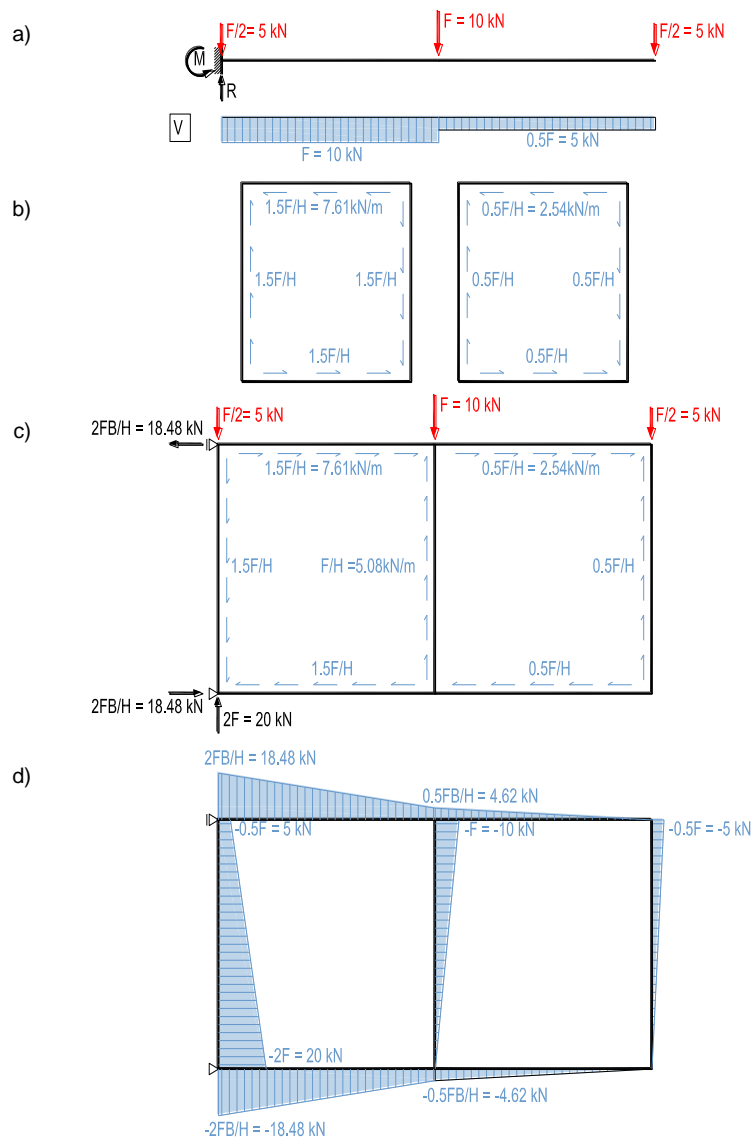 a)
F/2= 5 kN
F = 10 kN
F/2= 5 kN
M
R
V
F = 10 kN
0.5F = 5 kN
b)
1.5F/H = 7.61kN/m
0.5F/H = 2.54kN/m
1.5F/H
1.5F/H
0.5F/H
0.5F/H
1.5F/H
0.5F/H
c)
2FB/H = 18.48 kN
F/2= 5 kN
F = 10 kN
F/2= 5 kN
1.5F/H = 7.61kN/m
0.5F/H = 2.54kN/m
1.5F/H
F/H =5.08kN/m
0.5F/H
1.5F/H
0.5F/H
2FB/H = 18.48 kN
2F = 20 kN
d)
2FB/H = 18.48 kN
0.5FB/H = 4.62 kN
-0.5F = 5 kN
-F = -10 kN
-0.5F = -5 kN
-2F = 20 kN
-0.5FB/H = -4.62 kN
-2FB/H = -18.48 kN